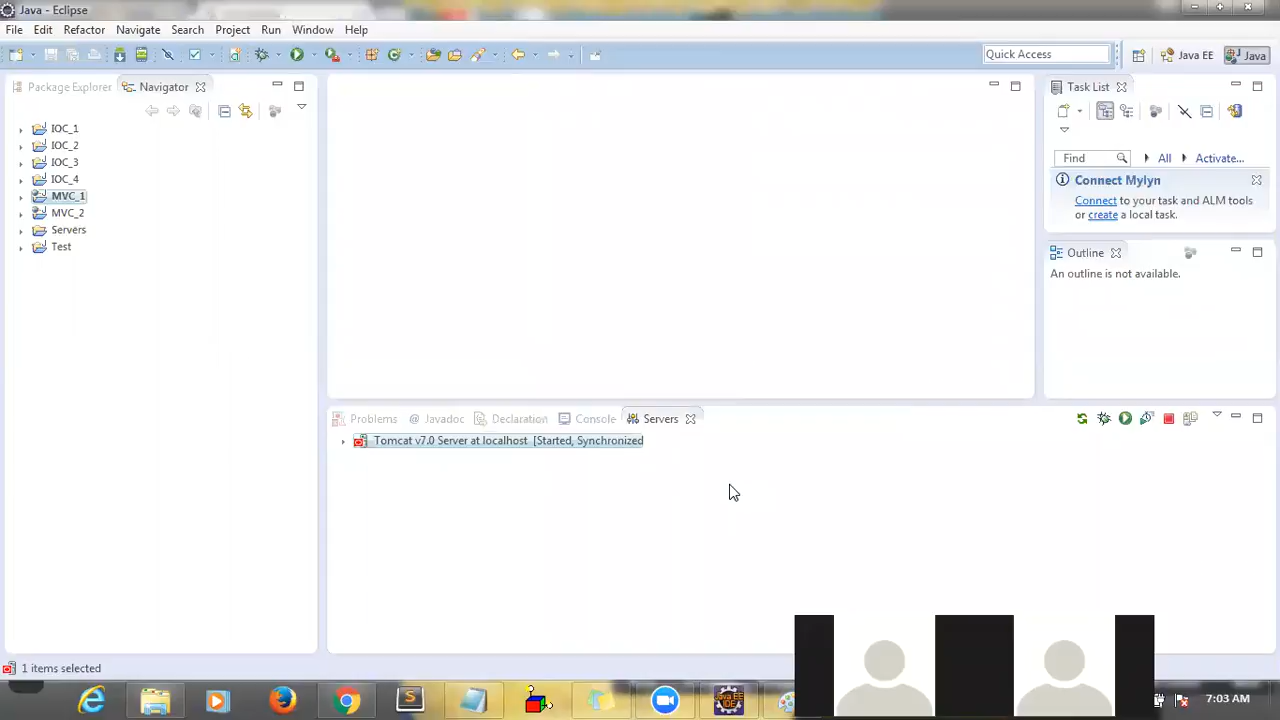 Java - Eclipse
File Edit Refactor Navigate Search Project Run Window Help
Quick Access
Java EE
Java
Package Explorer
Navigator
IOC_1
IOC_2
IOC_3
IOC_4
MVC_1
MVC_2
Servers
Test
Task List
Find
All
Activate...
Connect Mylyn
Connect to your task and ALM tools
or create a local task.
Outline
An outline is not available.
Problems @ Javadoc Declaration Console Servers
Tomcat v7.0 Server at localhost [Started, Synchronized
1 items selected
Java EE
IDE
7:03 AM